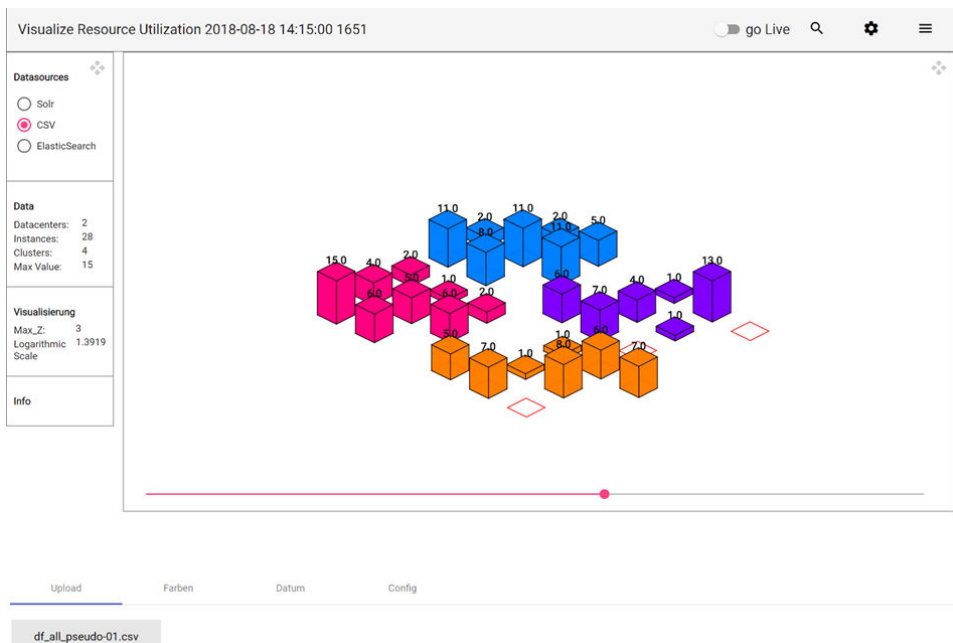 Visualize Resource Utilization 2018-08-18 14:15:00 1651
go Live
Datasources
Solr
CSV
ElasticSearch
Data
Datacenters: 2
Instances: 28
Clusters: 4
Max Value: 15
Visualisierung
Max_Z: 3
Logarithmic 1.3919
Scale
Info
11.0 2.0 11.0 2.0 5.0
8.0 11.0
15.0 4.0 2.0
5.0 1.0
6.0 6.0 2.0
13.0
6.0 4.0 1.0
7.0
1.0
5.0 1.0 6.0
7.0 1.0 8.0 7.0
Upload Farben Datum Config
df_all_pseudo-01.csv